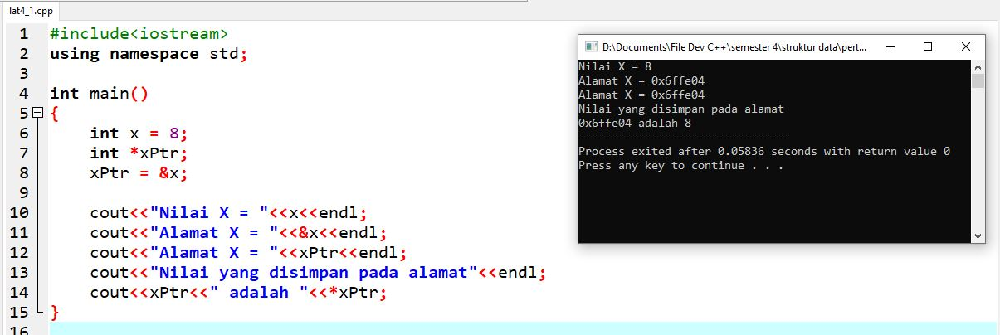 lat4_1.cpp
1 #include<iostream>
2 using namespace std;
3
4 int main()
5 {
6 int x = 8;
7 int *xPtr;
8 xPtr = &x;
9
10 cout<<"Nilai X = "<<x<<endl;
11 cout<<"Alamat X = "<<&x<<endl;
12 cout<<"Alamat X = "<<xPtr<<endl;
13 cout<<"Nilai yang disimpan pada alamat"<<endl;
14 cout<<xPtr<<" adalah "<<*xPtr;
15 }
16
D:\Documents\File Dev C++\semester 4\struktur data\pert...
Nilai X = 8
Alamat X = 0x6ffe04
Alamat X = 0x6ffe04
Nilai yang disimpan pada alamat
0x6ffe04 adalah 8
--------------------------------
Process exited after 0.05836 seconds with return value 0
Press any key to continue . . .